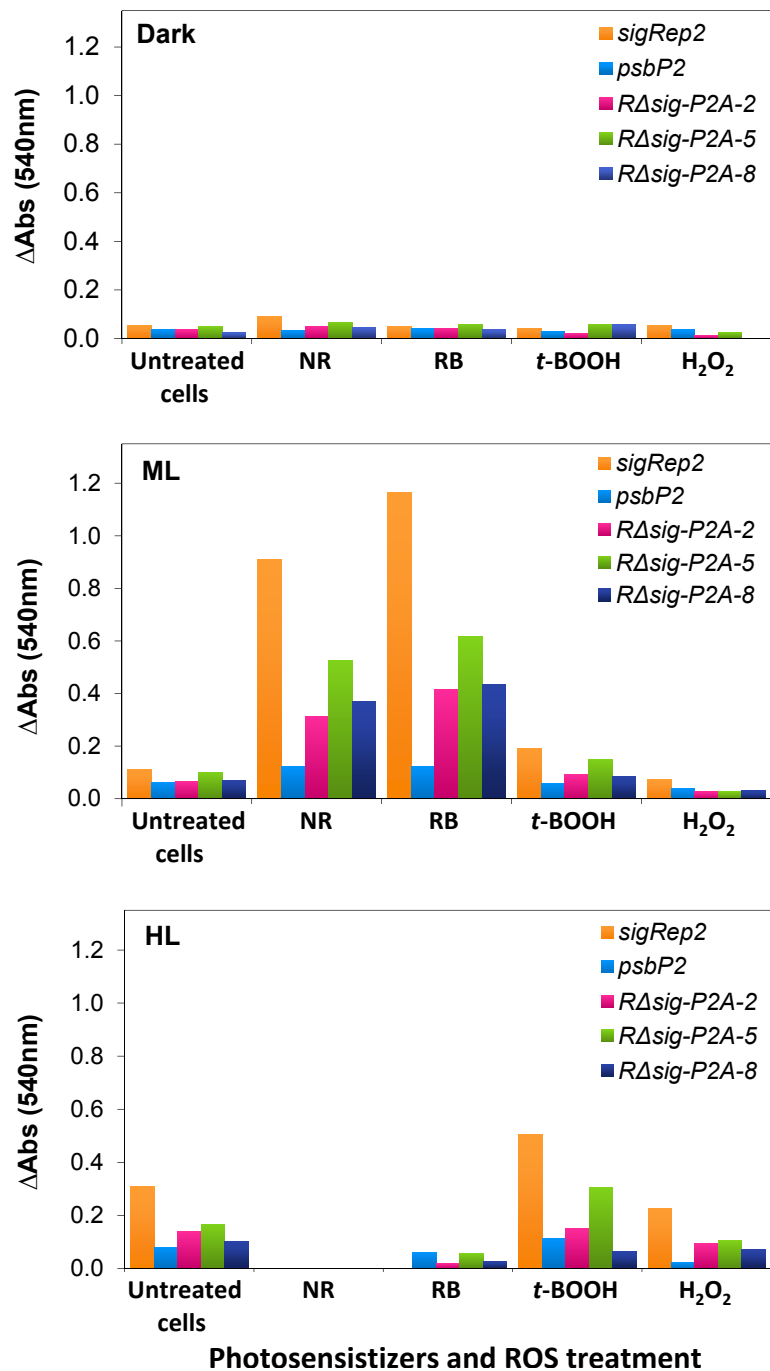 Dark
sigRep2
psbP2
RΔsig-P2A-2
RΔsig-P2A-5
RΔsig-P2A-8
1.2
1.0
0.8
0.6
0.4
0.2
0.0
ΔAbs (540nm)
Untreated cells
NR
RB
t-BOOH
H₂O₂
ML
sigRep2
psbP2
RΔsig-P2A-2
RΔsig-P2A-5
RΔsig-P2A-8
1.2
1.0
0.8
0.6
0.4
0.2
0.0
ΔAbs (540nm)
Untreated cells
NR
RB
t-BOOH
H₂O₂
HL
sigRep2
psbP2
RΔsig-P2A-2
RΔsig-P2A-5
RΔsig-P2A-8
1.2
1.0
0.8
0.6
0.4
0.2
0.0
ΔAbs (540nm)
Untreated cells
NR
RB
t-BOOH
H₂O₂
Photosensistizers and ROS treatment